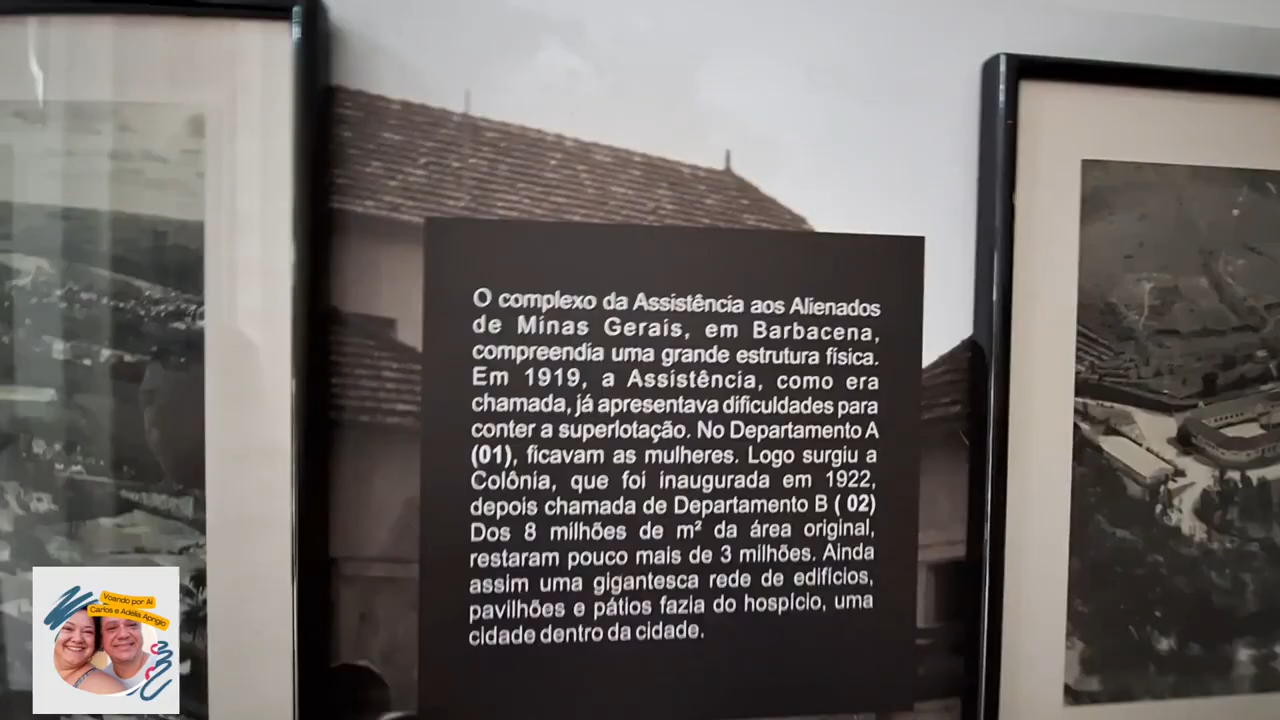 O complexo da Assistência aos Alienados
de Minas Gerais, em Barbacena,
compreendia uma grande estrutura física.
Em 1919, a Assistência, como era
chamada, já apresentava dificuldades para
conter a superlotação. No Departamento A
(01), ficavam as mulheres. Logo surgiu a
Colônia, que foi inaugurada em 1922,
depois chamada de Departamento B ( 02)
Dos 8 milhões de m² da área original,
restaram pouco mais de 3 milhões. Ainda
assim uma gigantesca rede de edifícios,
pavilhões e pátios fazia do hospício, uma
cidade dentro da cidade.
Voando por Aí
Carlos e Adelia Aprigio